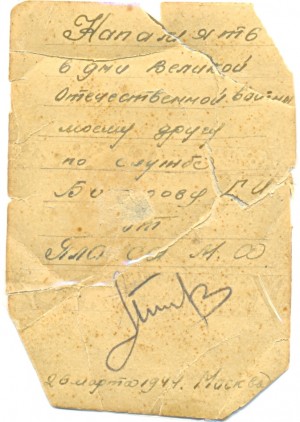 На память
в дни Великой
Отечественной войны
моему другу
по службе
Г И
от
М. Ф
26 марта 1944. Москва